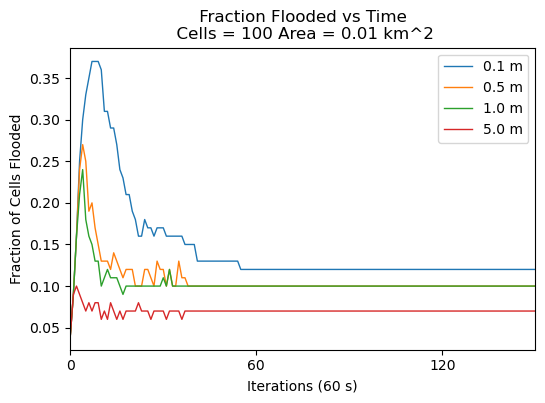 Fraction Flooded vs Time
Cells = 100 Area = 0.01 km^2
Fraction of Cells Flooded
0.35
0.30
0.25
0.20
0.15
0.10
0.05
0.1 m
0.5 m
1.0 m
5.0 m
0
60
120
Iterations (60 s)